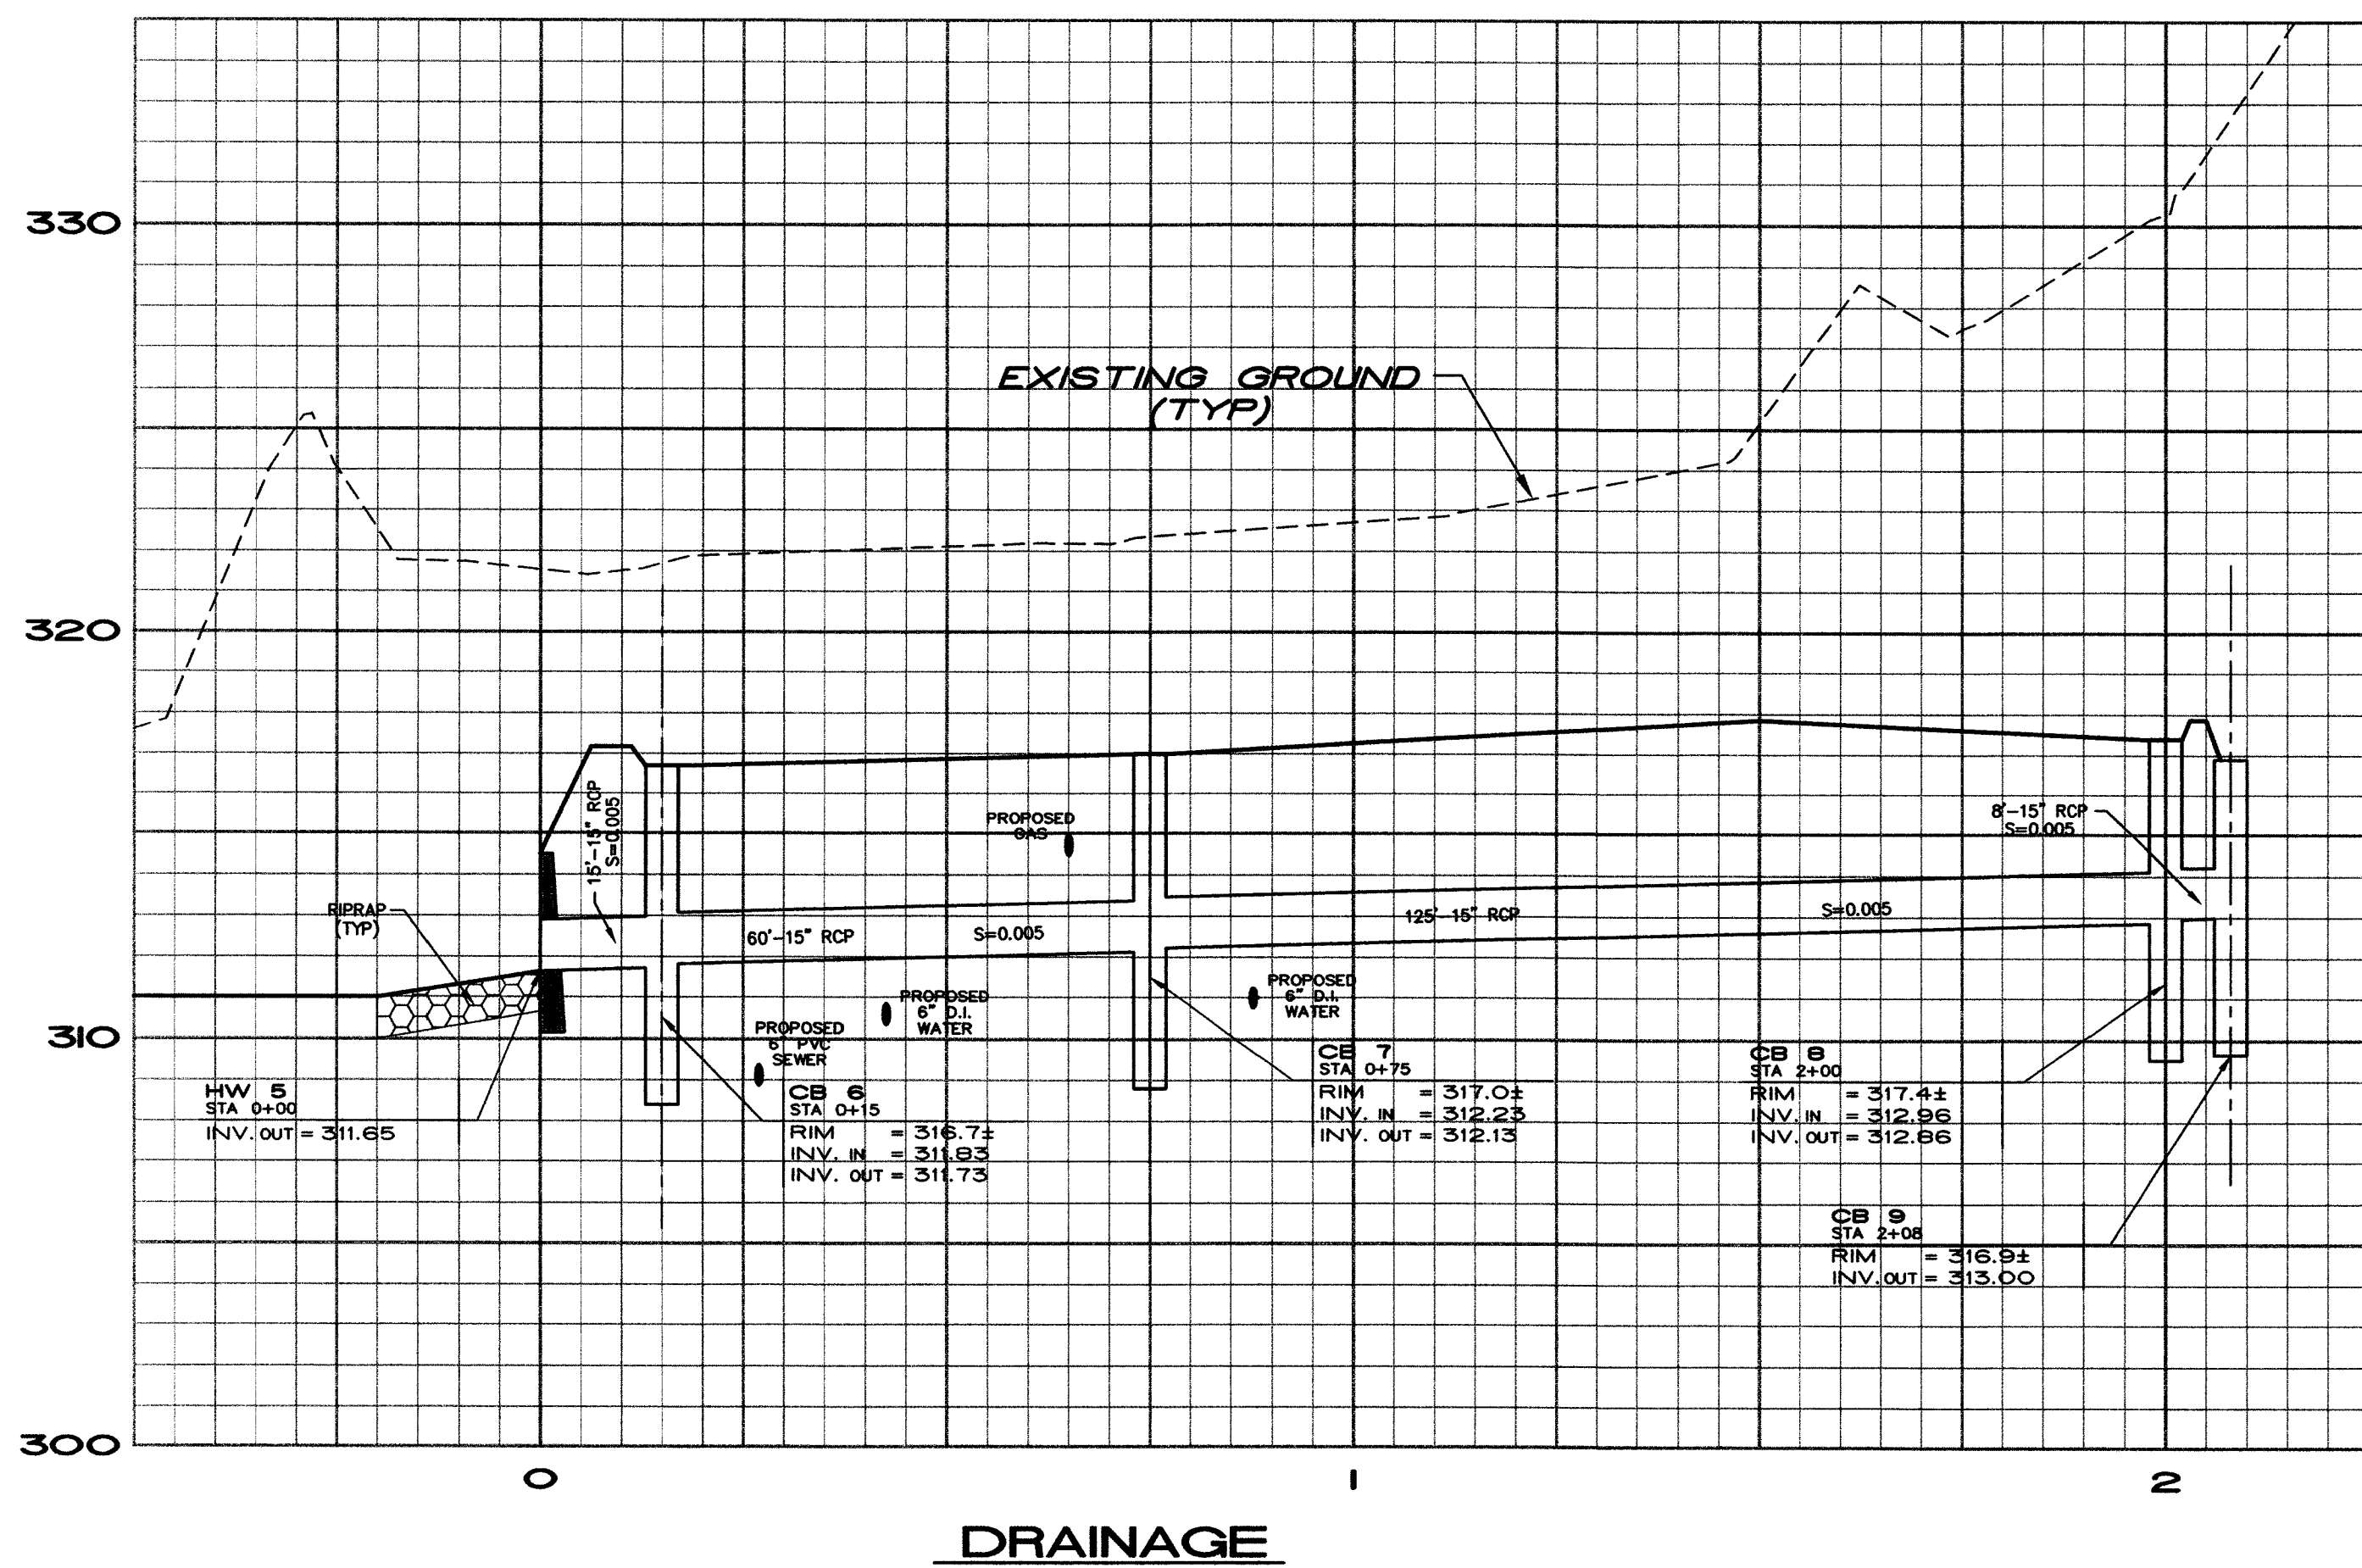 330
EXISTING GROUND
(TYP)
320
15'-15" RCP
S=0.005
PROPOSED
GAS
8'-15" RCP
S=0.005
RIPRAP
(TYP)
60'-15" RCP
S=0.005
125'-15" RCP
S=0.005
PROPOSED
6" D.I.
WATER
PROPOSED
6" D.I.
WATER
PROPOSED
6" PVC
SEWER
310
HW 5
STA 0+00
INV. OUT = 311.65
CB 6
STA 0+15
RIM = 316.7±
INV. IN = 311.83
INV. OUT = 311.73
CB 7
STA 0+75
RIM = 317.0±
INV. IN = 312.23
INV. OUT = 312.13
CB 8
STA 2+00
RIM = 317.4±
INV. IN = 312.96
INV. OUT = 312.86
CB 9
STA 2+08
RIM = 316.9±
INV. OUT = 313.00
300
0
1
2
DRAINAGE